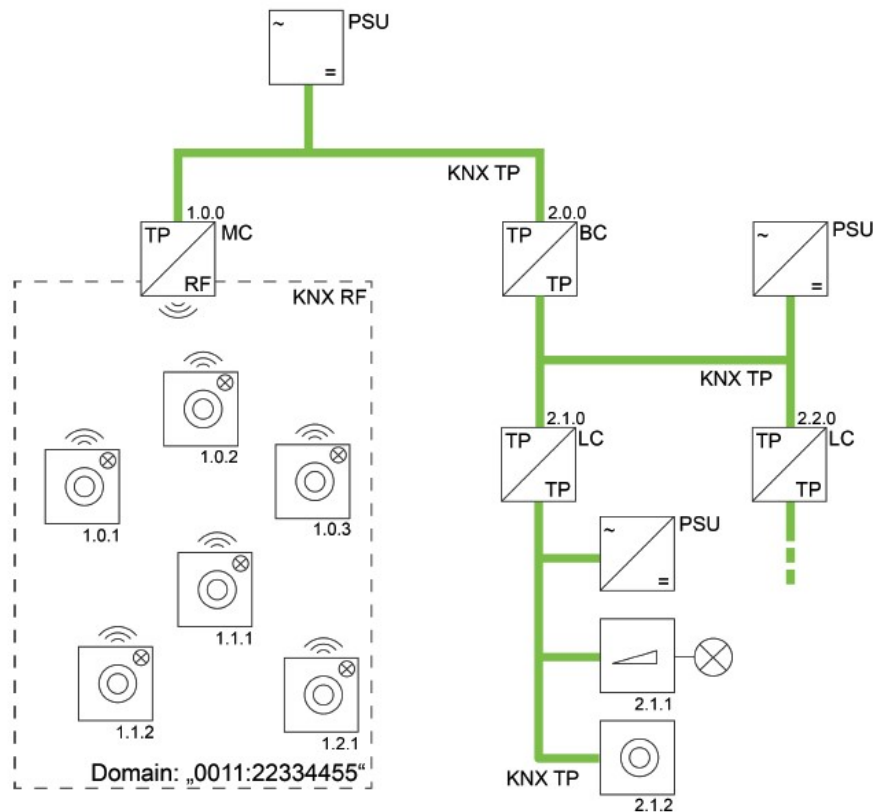 ~ PSU
=
KNX TP
1.0.0
TP MC
RF
KNX RF
1.0.2
1.0.1
1.0.3
1.1.1
1.1.2
1.2.1
Domain: „0011:22334455“
2.0.0
TP BC
TP
~ PSU
=
KNX TP
2.1.0
TP LC
TP
2.2.0
TP LC
TP
~ PSU
=
2.1.1
KNX TP
2.1.2